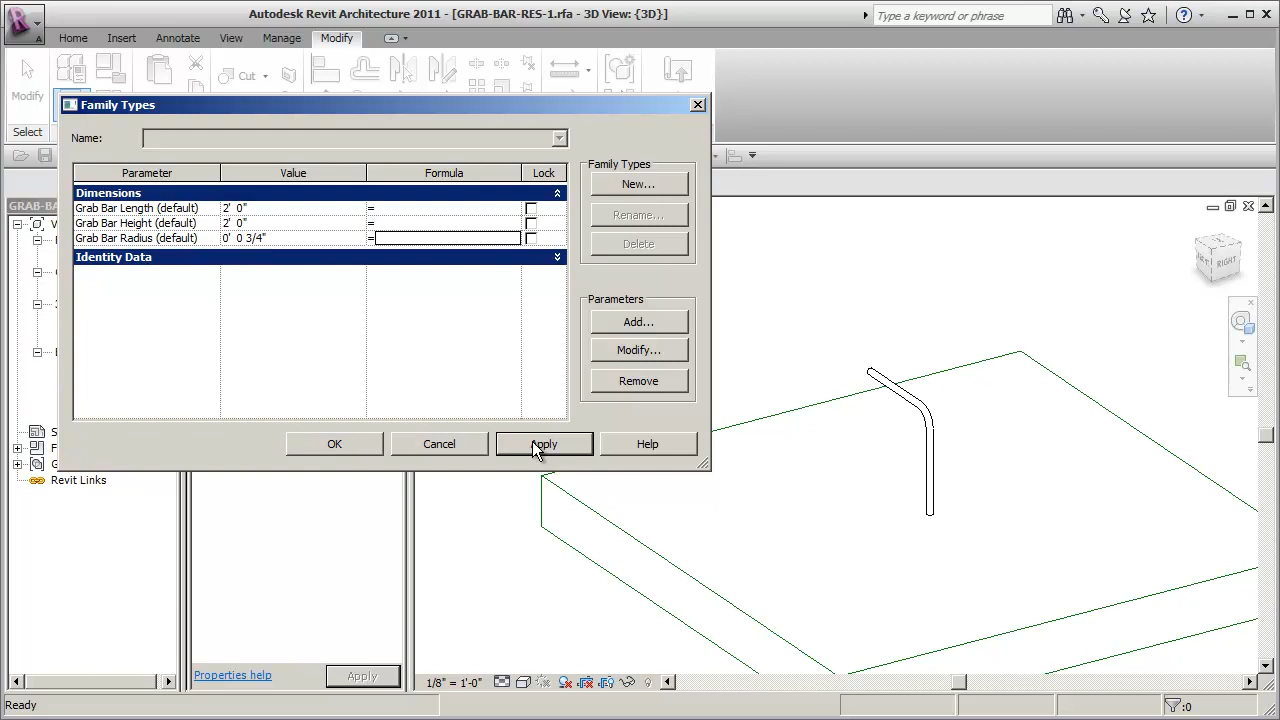 Autodesk Revit Architecture 2011 - [GRAB-BAR-RES-1.rfa - 3D View: {3D}]
Type a keyword or phrase
Home Insert Annotate View Manage Modify
Modify
Cut
Select
Family Types
Name:
Parameter Value Formula Lock
Dimensions
Grab Bar Length (default) 2' 0" =
Grab Bar Height (default) 2' 0" =
Grab Bar Radius (default) 0' 0 3/4" =
Identity Data
Family Types
New...
Rename...
Delete
Parameters
Add...
Modify...
Remove
OK Cancel Apply Help
GRAB-BAR
RIGHT
Revit Links
Properties help Apply
1/8" = 1'-0"
Ready
:0